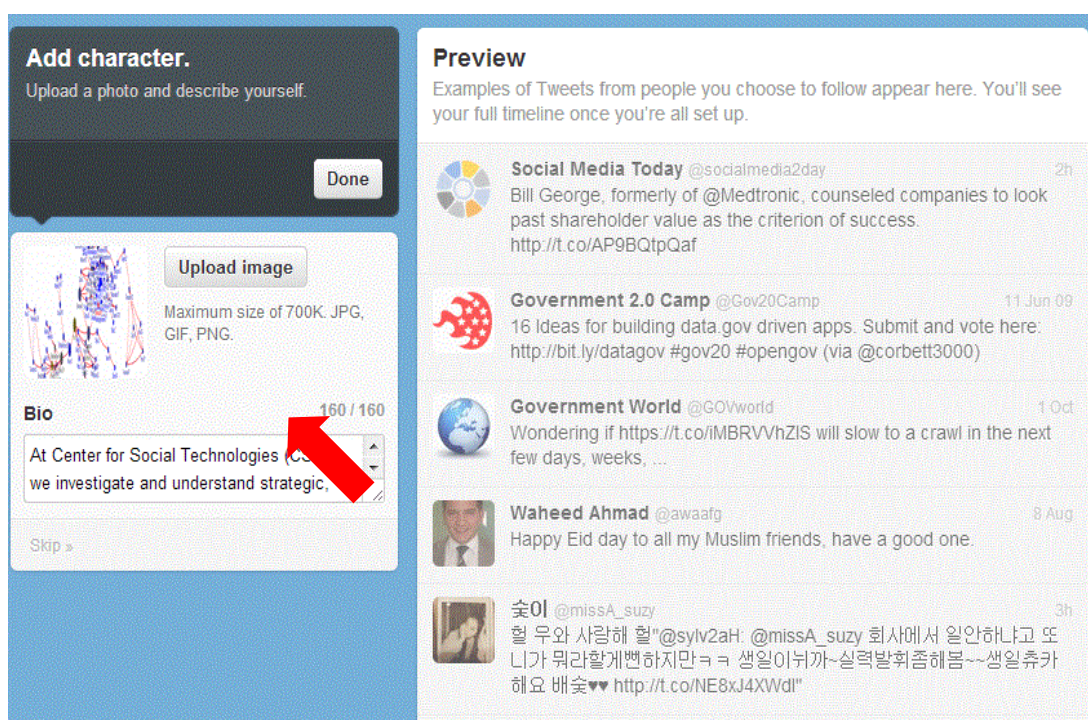 Add character.
Upload a photo and describe yourself.
Done
Upload image
Maximum size of 700K. JPG,
GIF, PNG.
Bio
160 / 160
At Center for Social Technologies
we investigate and understand strategic,
Skip »
Preview
Examples of Tweets from people you choose to follow appear here. You'll see
your full timeline once you're all set up.
Social Media Today @socialmedia2day 2h
Bill George, formerly of @Medtronic, counseled companies to look
past shareholder value as the criterion of success.
http://t.co/AP9BQtpQaf
Government 2.0 Camp @Gov20Camp 11 Jun 09
16 Ideas for building data.gov driven apps. Submit and vote here:
http://bit.ly/datagov #gov20 #opengov (via @corbett3000)
Government World @GOVworld 1 Oct
Wondering if https://t.co/iMBRVVhZIS will slow to a crawl in the next
few days, weeks, ...
Waheed Ahmad @awaafg 8 Aug
Happy Eid day to all my Muslim friends, have a good one.
숯이 @missA_suzy 3h
헐 무와 사람해 헐"@sylv2aH: @missA_suzy 회사에서 일안하냐고 또
니가 뭐라할게뻔하지만ㅋㅋ 생일이뉘까~실력발휘좀해봄~~생일츄카
해요 배숯♥♥ http://t.co/NE8xJ4XWdl"